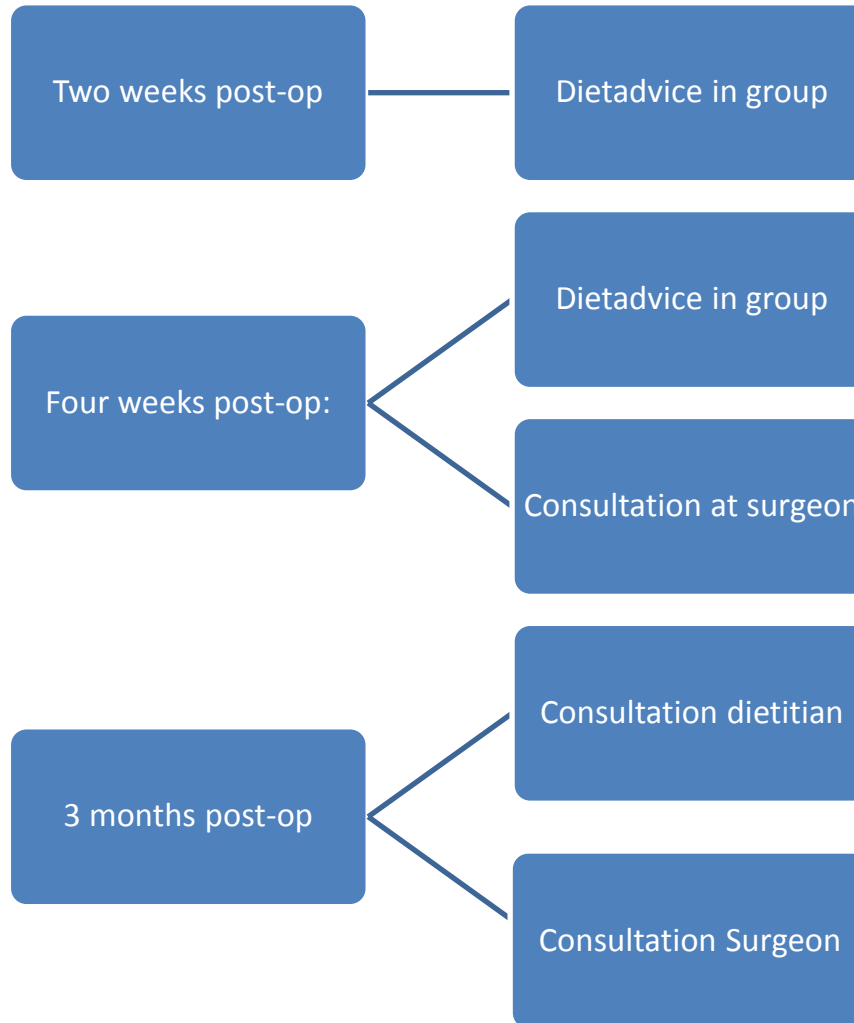 Two weeks post-op
Dietadvice in group
Four weeks post-op:
Dietadvice in group
Consultation at surgeon
3 months post-op
Consultation dietitian
Consultation Surgeon